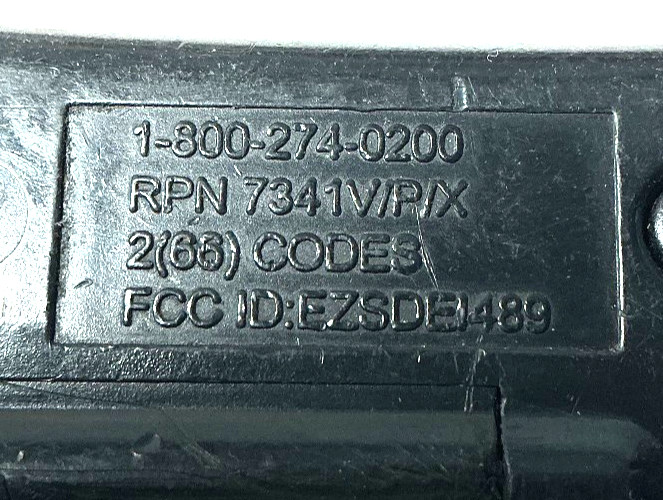 1-800-274-0200
RPN 7341V/P/X
2(66) CODES
FCC ID:EZSDEI489